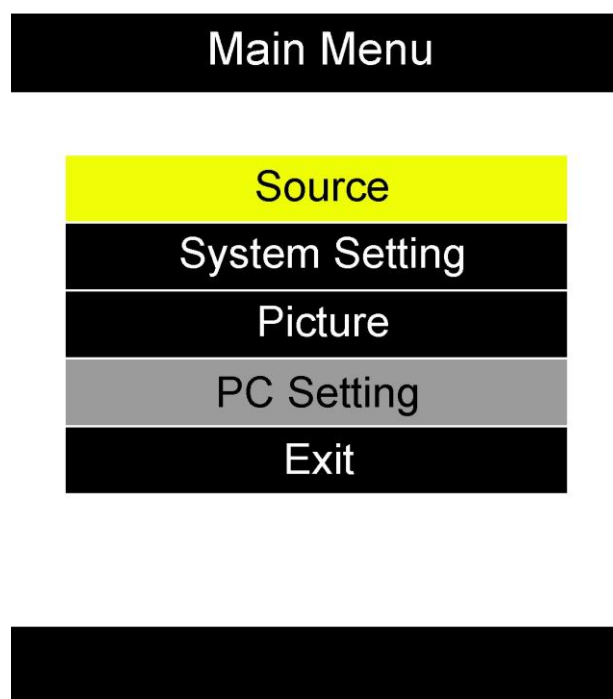 Main Menu
Source
System Setting
Picture
PC Setting
Exit